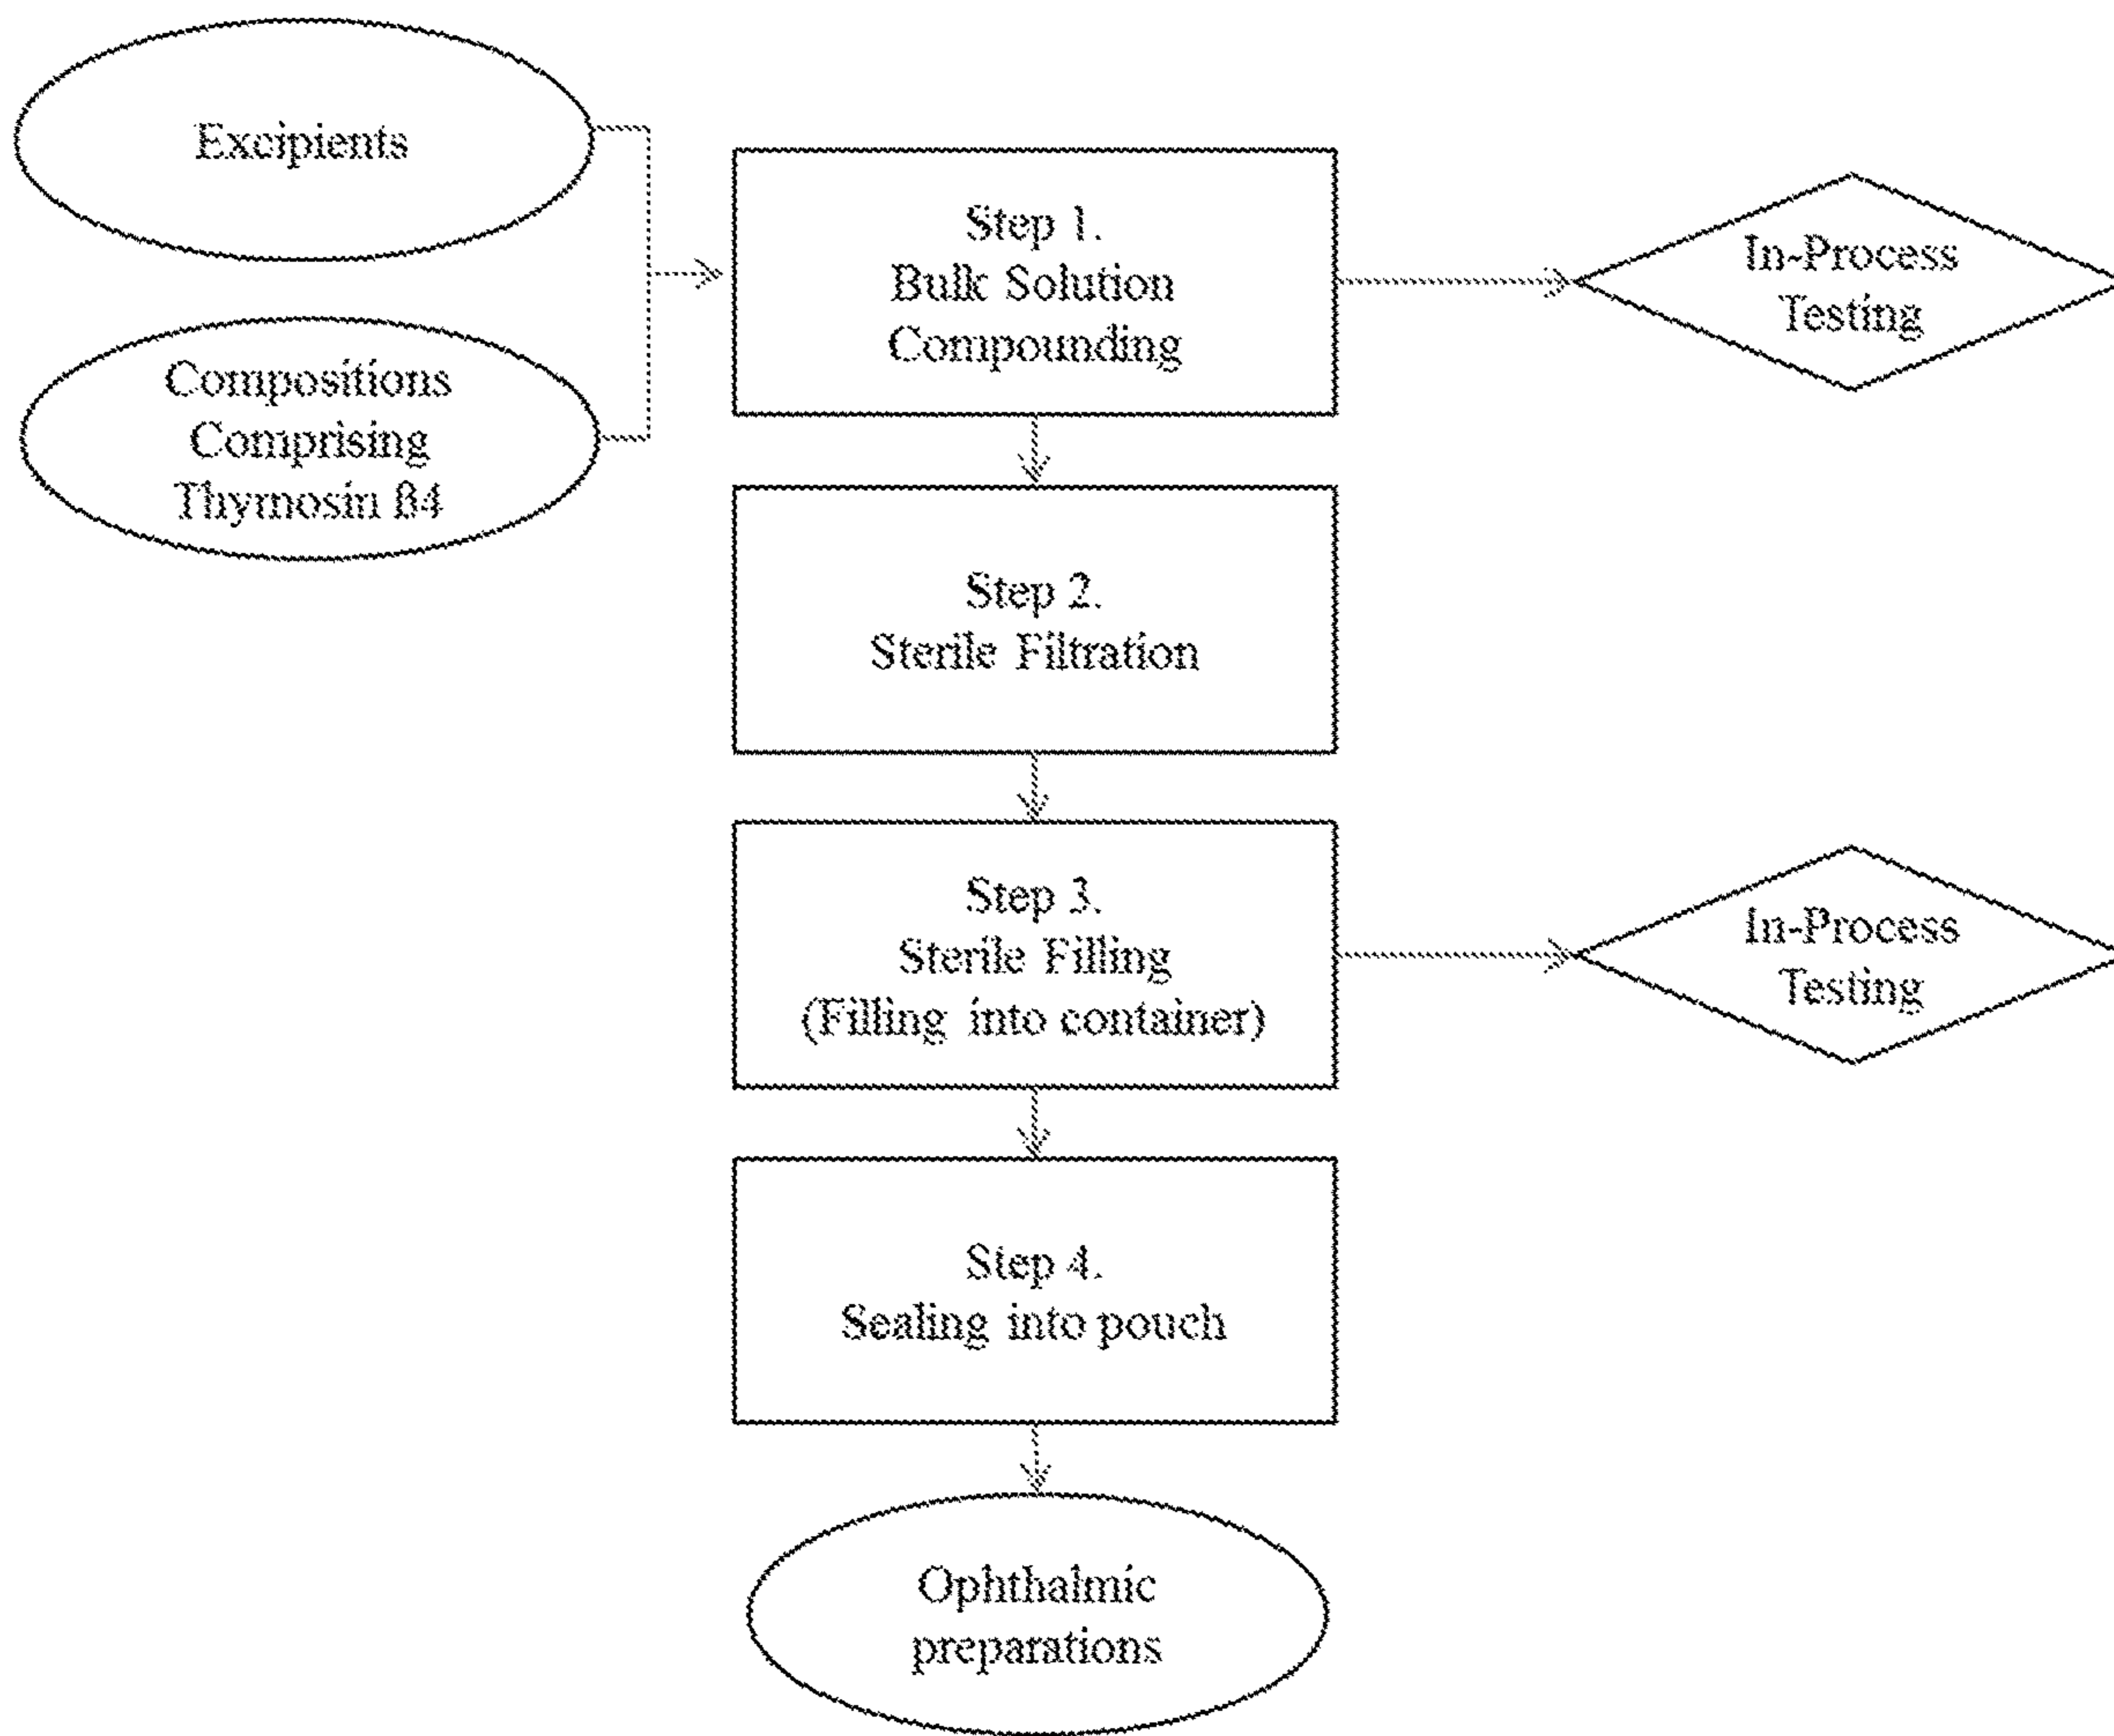 Excipients
Compositions
Comprising
Thymosin ß4
Step 1.
Bulk Solution
Compounding
In-Process
Testing
Step 2.
Sterile Filtration
Step 3.
Sterile Filling
(Filling into container)
In-Process
Testing
Step 4.
Sealing into pouch
Ophthalmic
preparations